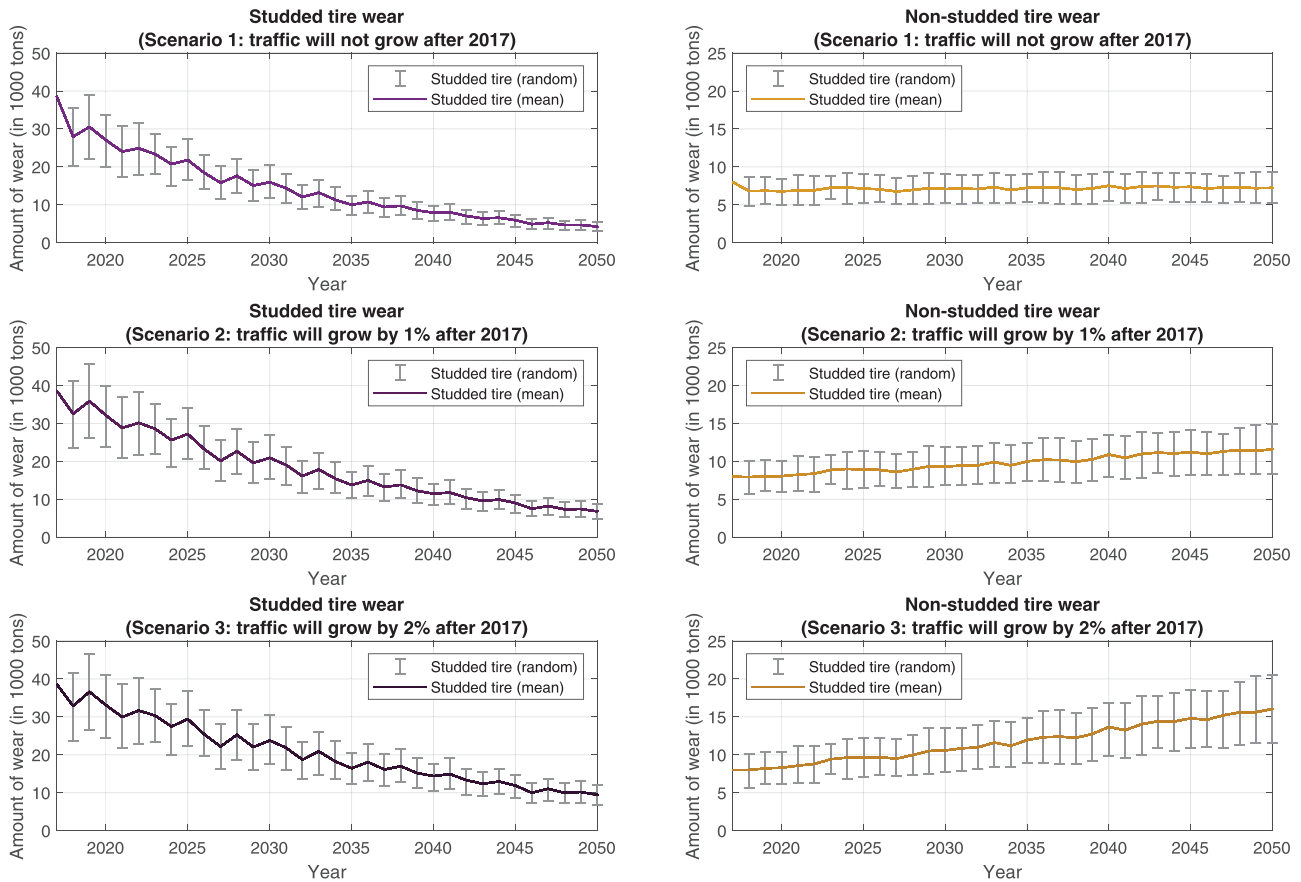 Studded tire wear
(Scenario 1: traffic will not grow after 2017)
Amount of wear (in 1000 tons)
50
40
30
20
10
0
Studded tire (random)
Studded tire (mean)
2020 2025 2030 2035 2040 2045 2050
Year
Non-studded tire wear
(Scenario 1: traffic will not grow after 2017)
Amount of wear (in 1000 tons)
25
20
15
10
5
0
Studded tire (random)
Studded tire (mean)
2020 2025 2030 2035 2040 2045 2050
Year
Studded tire wear
(Scenario 2: traffic will grow by 1% after 2017)
Amount of wear (in 1000 tons)
50
40
30
20
10
0
Studded tire (random)
Studded tire (mean)
2020 2025 2030 2035 2040 2045 2050
Year
Non-studded tire wear
(Scenario 2: traffic will grow by 1% after 2017)
Amount of wear (in 1000 tons)
25
20
15
10
5
0
Studded tire (random)
Studded tire (mean)
2020 2025 2030 2035 2040 2045 2050
Year
Studded tire wear
(Scenario 3: traffic will grow by 2% after 2017)
Amount of wear (in 1000 tons)
50
40
30
20
10
0
Studded tire (random)
Studded tire (mean)
2020 2025 2030 2035 2040 2045 2050
Year
Non-studded tire wear
(Scenario 3: traffic will grow by 2% after 2017)
Amount of wear (in 1000 tons)
25
20
15
10
5
0
Studded tire (random)
Studded tire (mean)
2020 2025 2030 2035 2040 2045 2050
Year